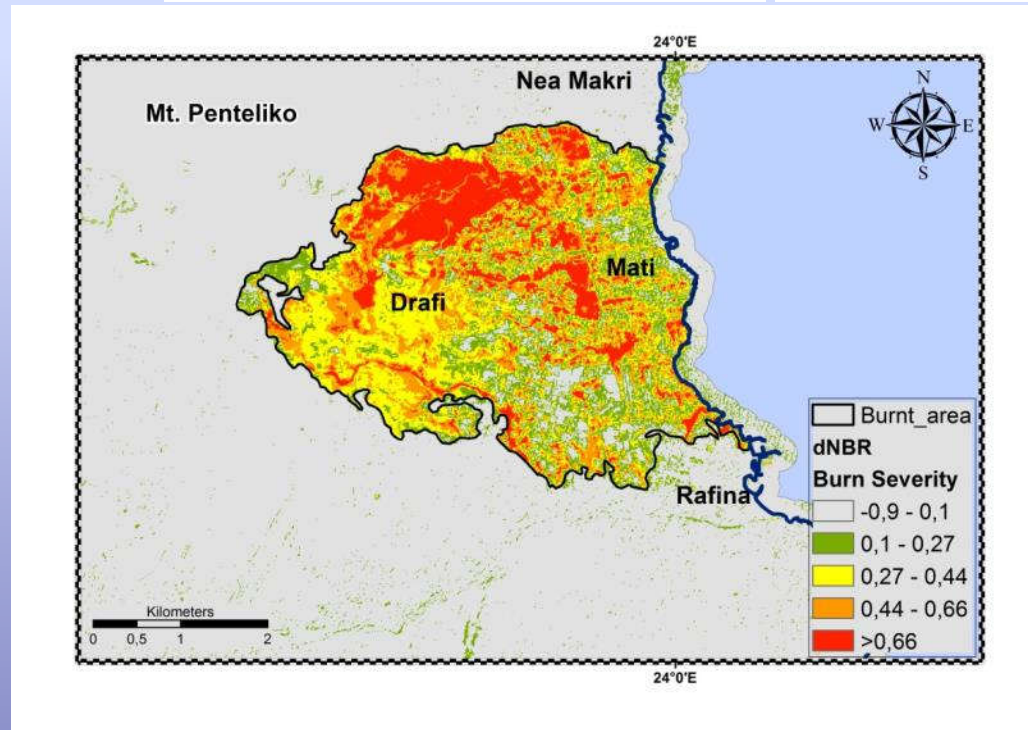 24°0'E
Nea Makri
Mt. Penteliko
N
W
E
S
Mati
Drafi
Rafina
Burnt_area
dNBR
Burn Severity
-0,9 - 0,1
0,1 - 0,27
0,27 - 0,44
0,44 - 0,66
>0,66
Kilometers
0 0,5 1 2
24°0'E